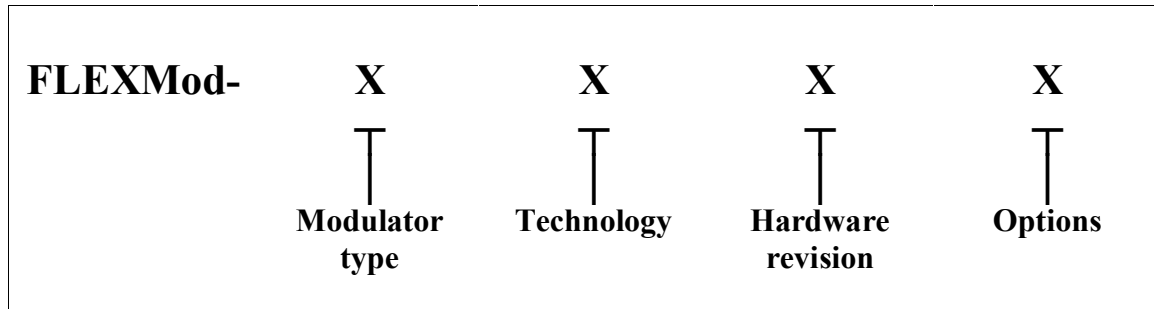 FLEXMod- X X X X
Modulator type Technology Hardware revision Options